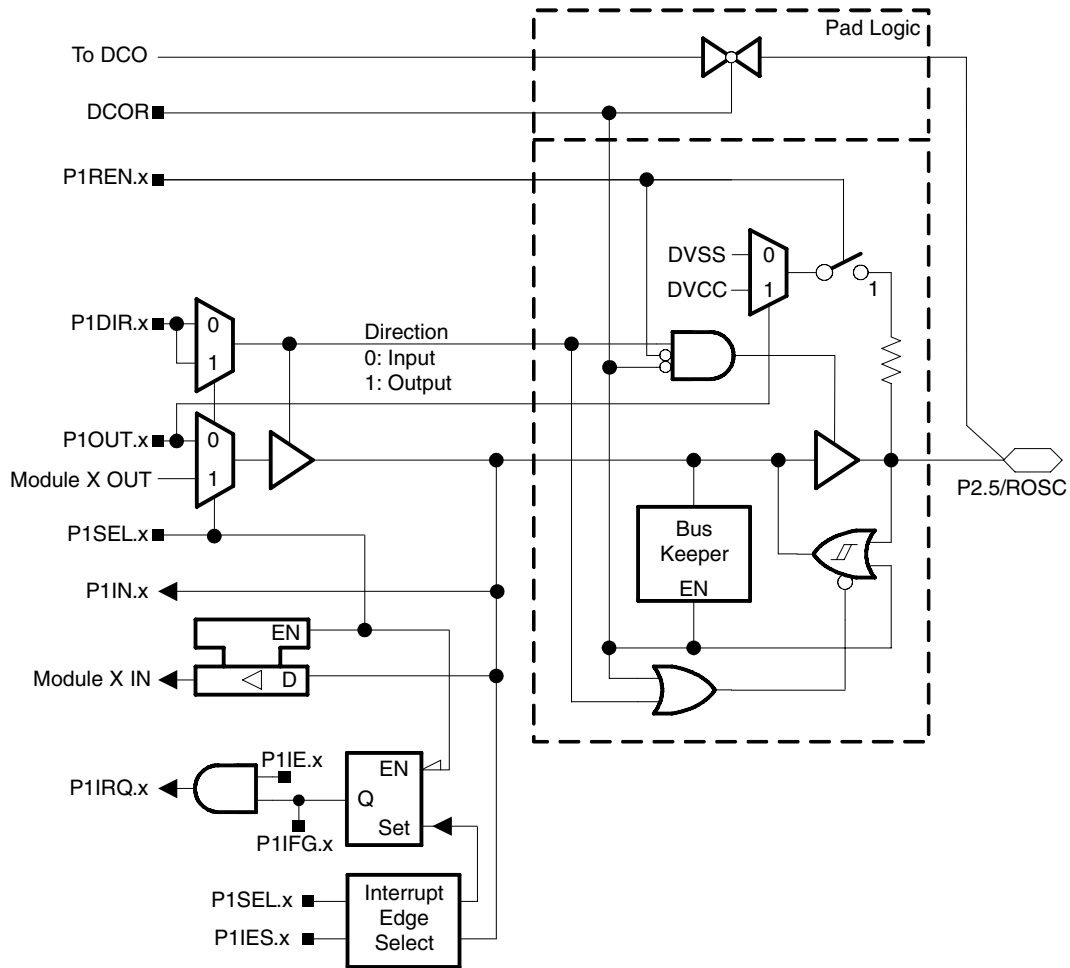 Pad Logic
To DCO
DCOR
P1REN.x
DVSS
0
DVCC
1
1
P1DIR.x
0
1
Direction
0: Input
1: Output
P1OUT.x
0
Module X OUT
1
P2.5/ROSC
P1SEL.x
Bus
Keeper
EN
P1IN.x
EN
Module X IN
D
P1IE.x
EN
P1IRQ.x
Q
Set
P1IFG.x
P1SEL.x
Interrupt
Edge
Select
P1IES.x